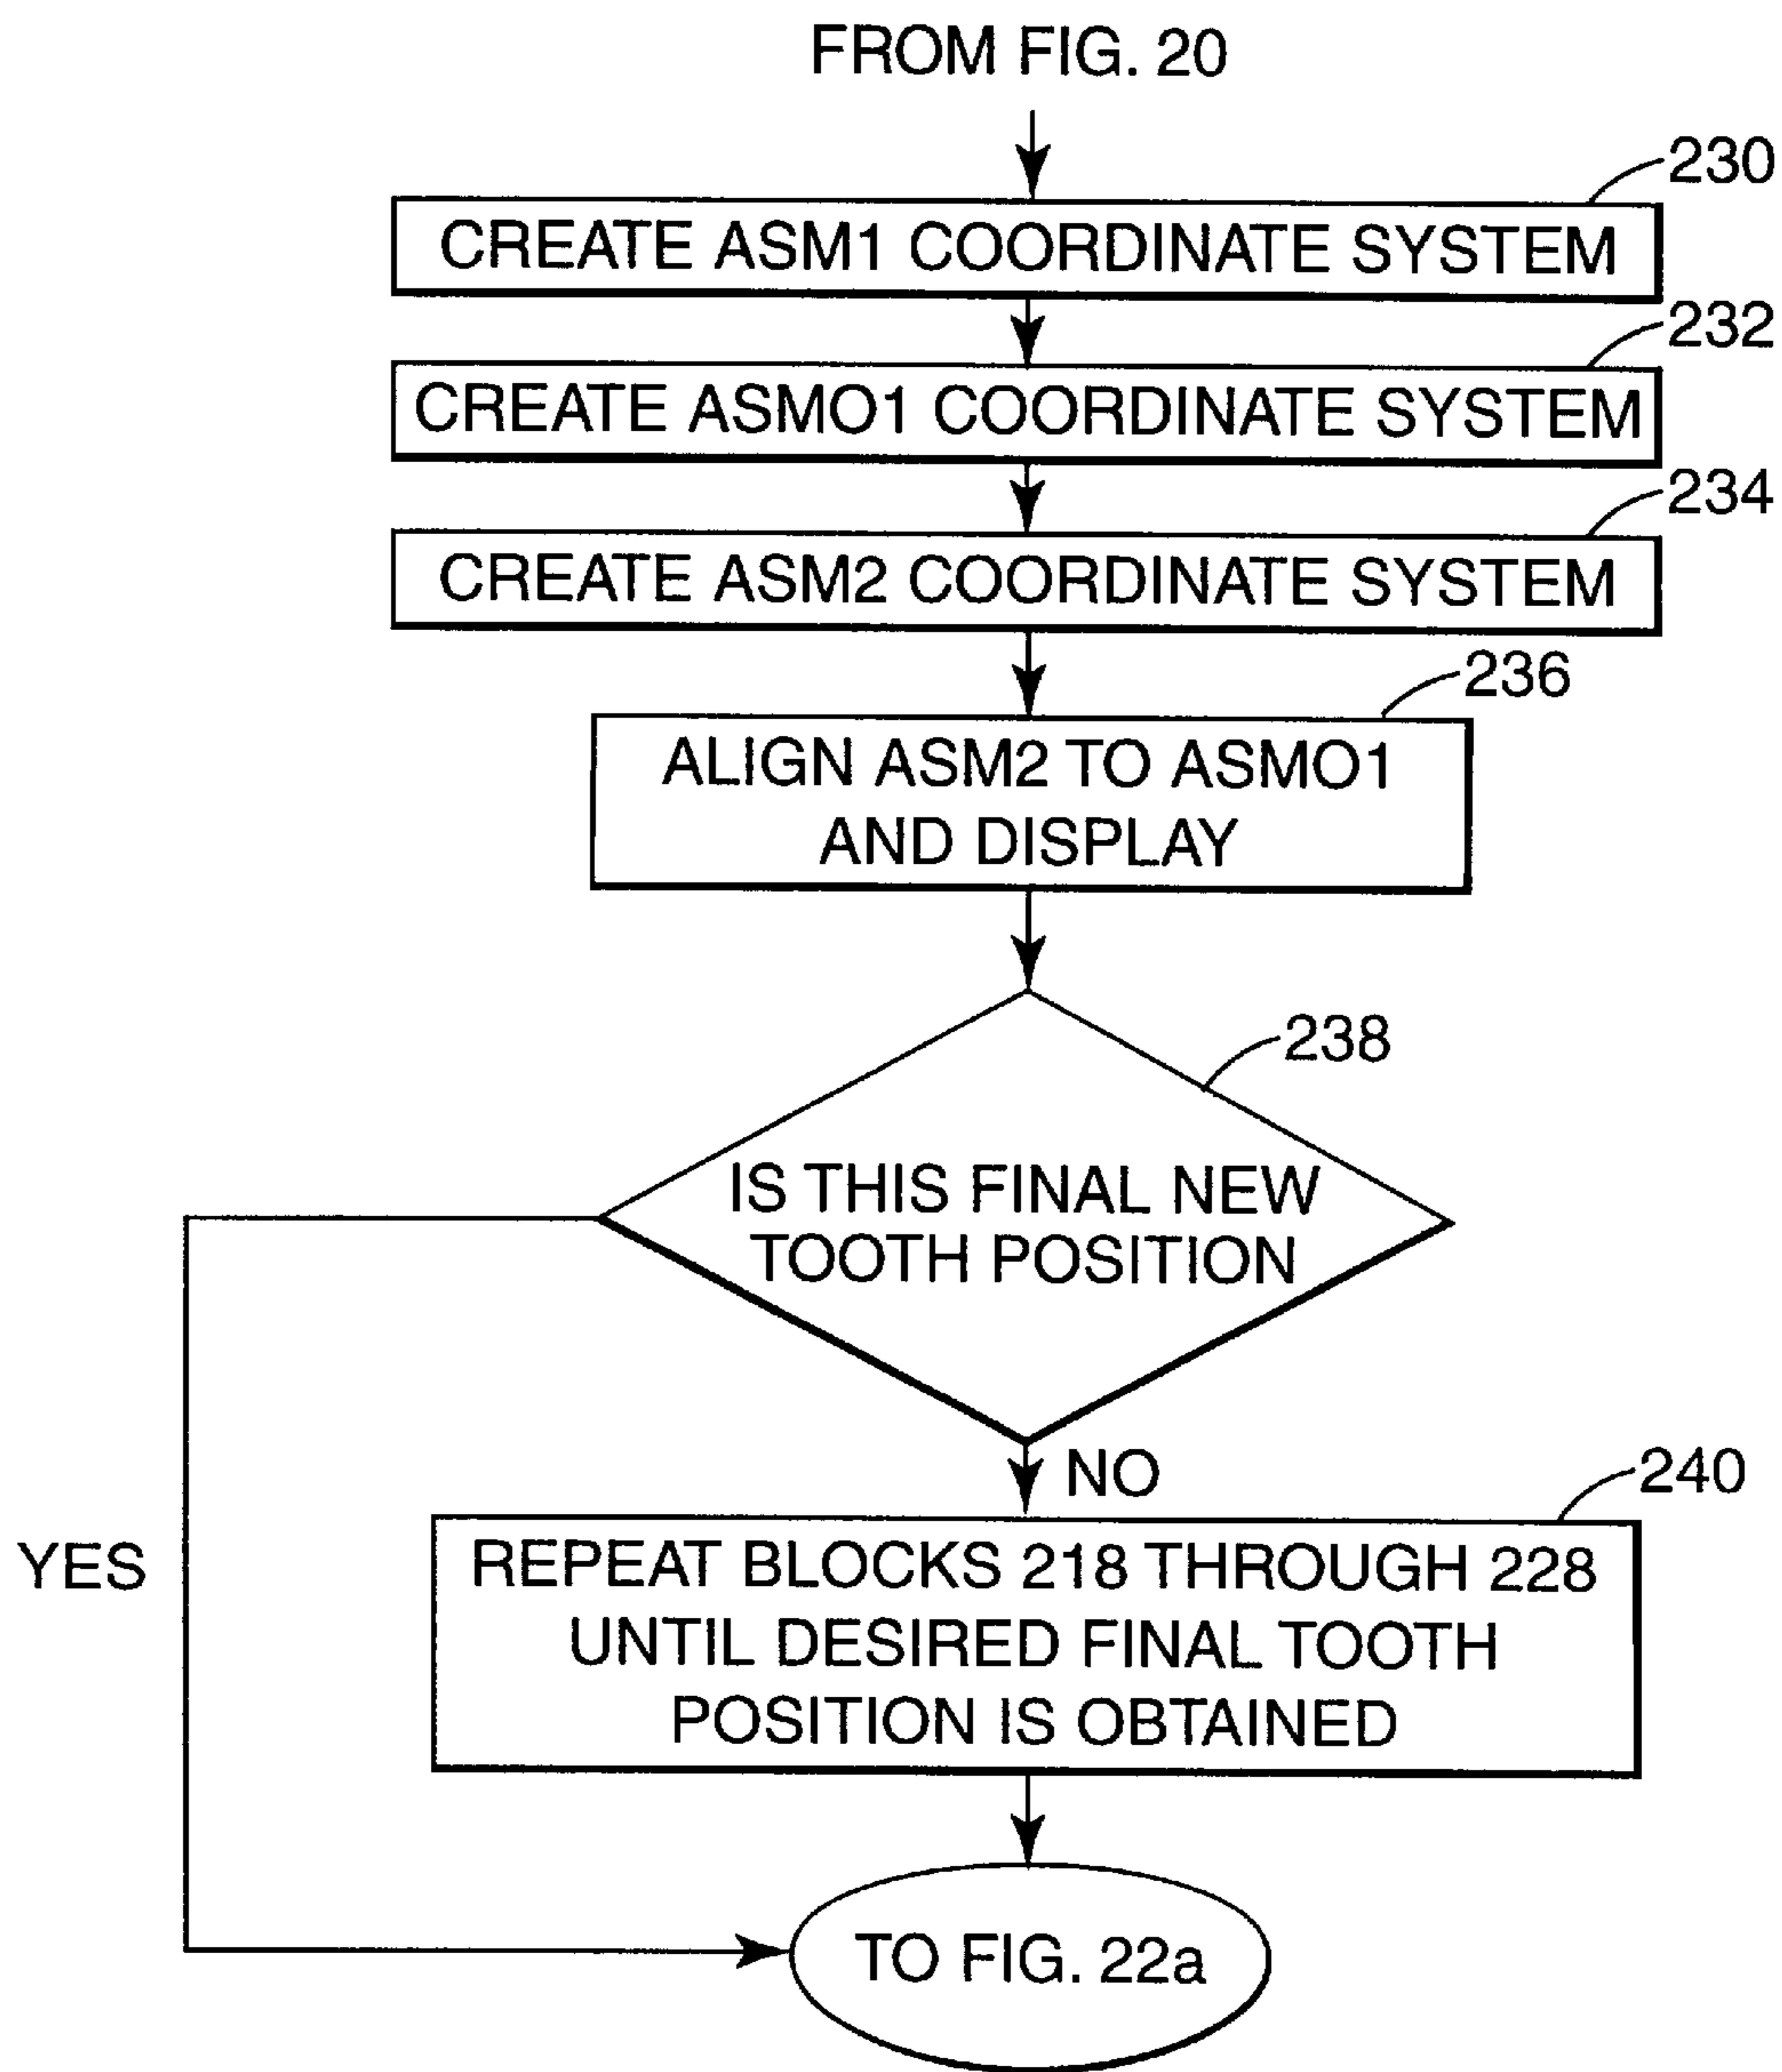 FROM FIG. 20
230
CREATE ASM1 COORDINATE SYSTEM
232
CREATE ASMO1 COORDINATE SYSTEM
234
CREATE ASM2 COORDINATE SYSTEM
236
ALIGN ASM2 TO ASMO1
AND DISPLAY
238
IS THIS FINAL NEW
TOOTH POSITION
NO
240
YES
REPEAT BLOCKS 218 THROUGH 228
UNTIL DESIRED FINAL TOOTH
POSITION IS OBTAINED
TO FIG. 22a